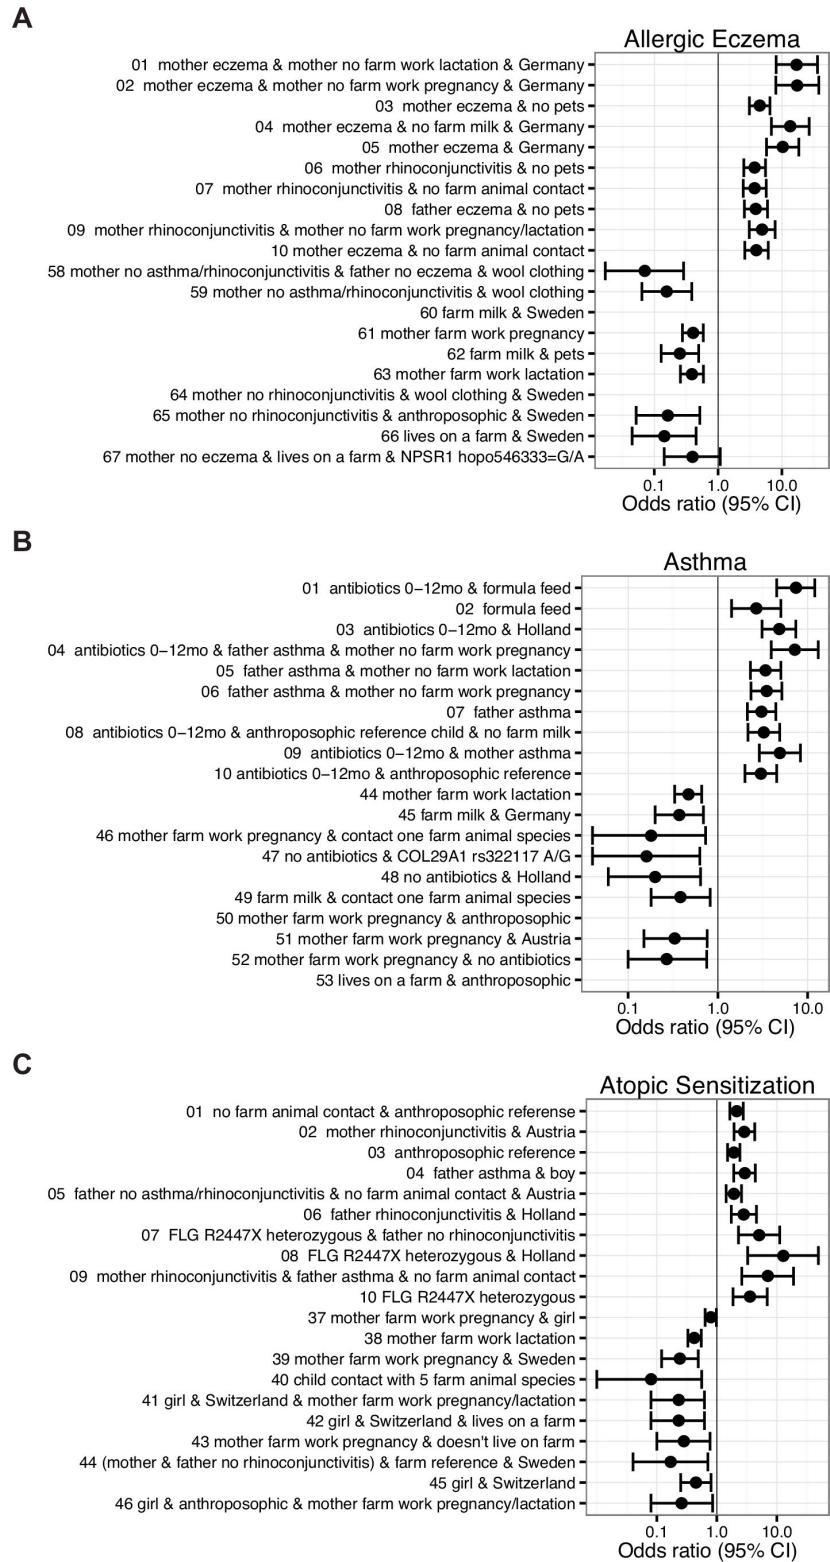 A
Allergic Eczema
01 mother eczema & mother no farm work lactation & Germany
02 mother eczema & mother no farm work pregnancy & Germany
03 mother eczema & no pets
04 mother eczema & no farm milk & Germany
05 mother eczema & Germany
06 mother rhinoconjunctivitis & no pets
07 mother rhinoconjunctivitis & no farm animal contact
08 father eczema & no pets
09 mother rhinoconjunctivitis & mother no farm work pregnancy/lactation
10 mother eczema & no farm animal contact
58 mother no asthma/rhinoconjunctivitis & father no eczema & wool clothing
59 mother no asthma/rhinoconjunctivitis & wool clothing
60 farm milk & Sweden
61 mother farm work pregnancy
62 farm milk & pets
63 mother farm work lactation
64 mother no rhinoconjunctivitis & wool clothing & Sweden
65 mother no rhinoconjunctivitis & anthroposophic & Sweden
66 lives on a farm & Sweden
67 mother no eczema & lives on a farm & NPSR1 hopo546333=G/A
0.1 1.0 10.0
Odds ratio (95% CI)
B
Asthma
01 antibiotics 0−12mo & formula feed
02 formula feed
03 antibiotics 0−12mo & Holland
04 antibiotics 0−12mo & father asthma & mother no farm work pregnancy
05 father asthma & mother no farm work lactation
06 father asthma & mother no farm work pregnancy
07 father asthma
08 antibiotics 0−12mo & anthroposophic reference child & no farm milk
09 antibiotics 0−12mo & mother asthma
10 antibiotics 0−12mo & anthroposophic reference
44 mother farm work lactation
45 farm milk & Germany
46 mother farm work pregnancy & contact one farm animal species
47 no antibiotics & COL29A1 rs322117 A/G
48 no antibiotics & Holland
49 farm milk & contact one farm animal species
50 mother farm work pregnancy & anthroposophic
51 mother farm work pregnancy & Austria
52 mother farm work pregnancy & no antibiotics
53 lives on a farm & anthroposophic
0.1 1.0 10.0
Odds ratio (95% CI)
C
Atopic Sensitization
01 no farm animal contact & anthroposophic referense
02 mother rhinoconjunctivitis & Austria
03 anthroposophic reference
04 father asthma & boy
05 father no asthma/rhinoconjunctivitis & no farm animal contact & Austria
06 father rhinoconjunctivitis & Holland
07 FLG R2447X heterozygous & father no rhinoconjunctivitis
08 FLG R2447X heterozygous & Holland
09 mother rhinoconjunctivitis & father asthma & no farm animal contact
10 FLG R2447X heterozygous
37 mother farm work pregnancy & girl
38 mother farm work lactation
39 mother farm work pregnancy & Sweden
40 child contact with 5 farm animal species
41 girl & Switzerland & mother farm work pregnancy/lactation
42 girl & Switzerland & lives on a farm
43 mother farm work pregnancy & doesn't live on farm
44 (mother & father no rhinoconjunctivitis) & farm reference & Sweden
45 girl & Switzerland
46 girl & anthroposophic & mother farm work pregnancy/lactation
0.1 1.0 10.0
Odds ratio (95% CI)